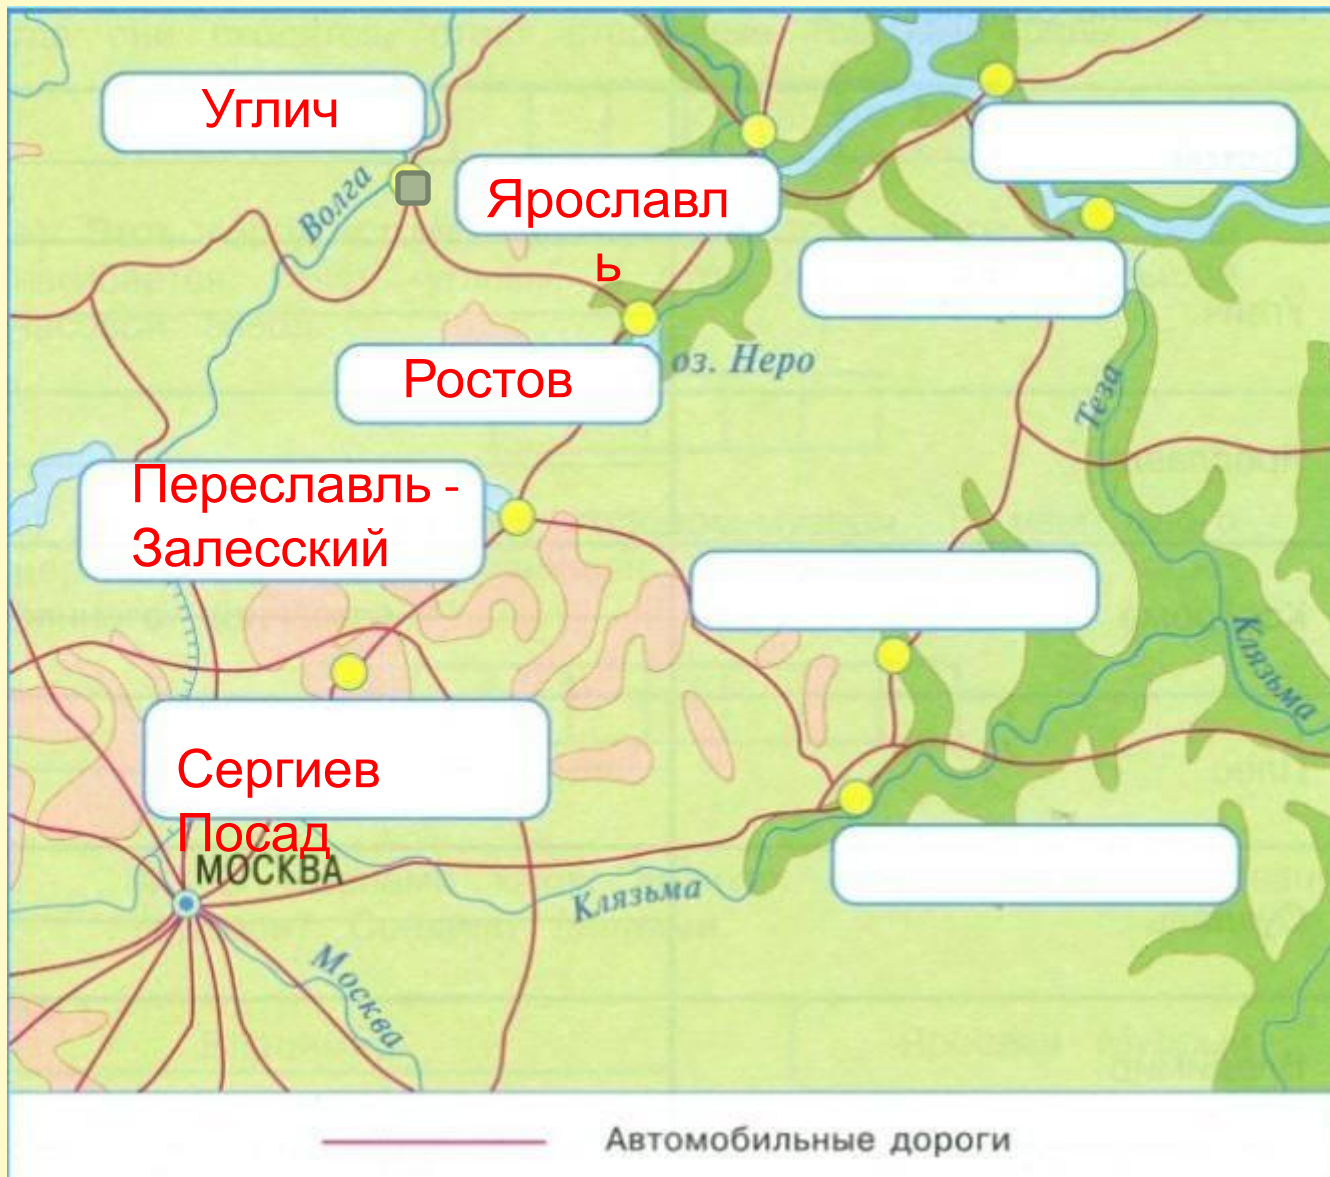 Углич
Ярославл
ь
Волга
оз. Неро
Ростов
Теза
Переславль -
Залесский
Клязьма
Сергиев
Посад
МОСКВА
Клязьма
Москва
Автомобильные дороги